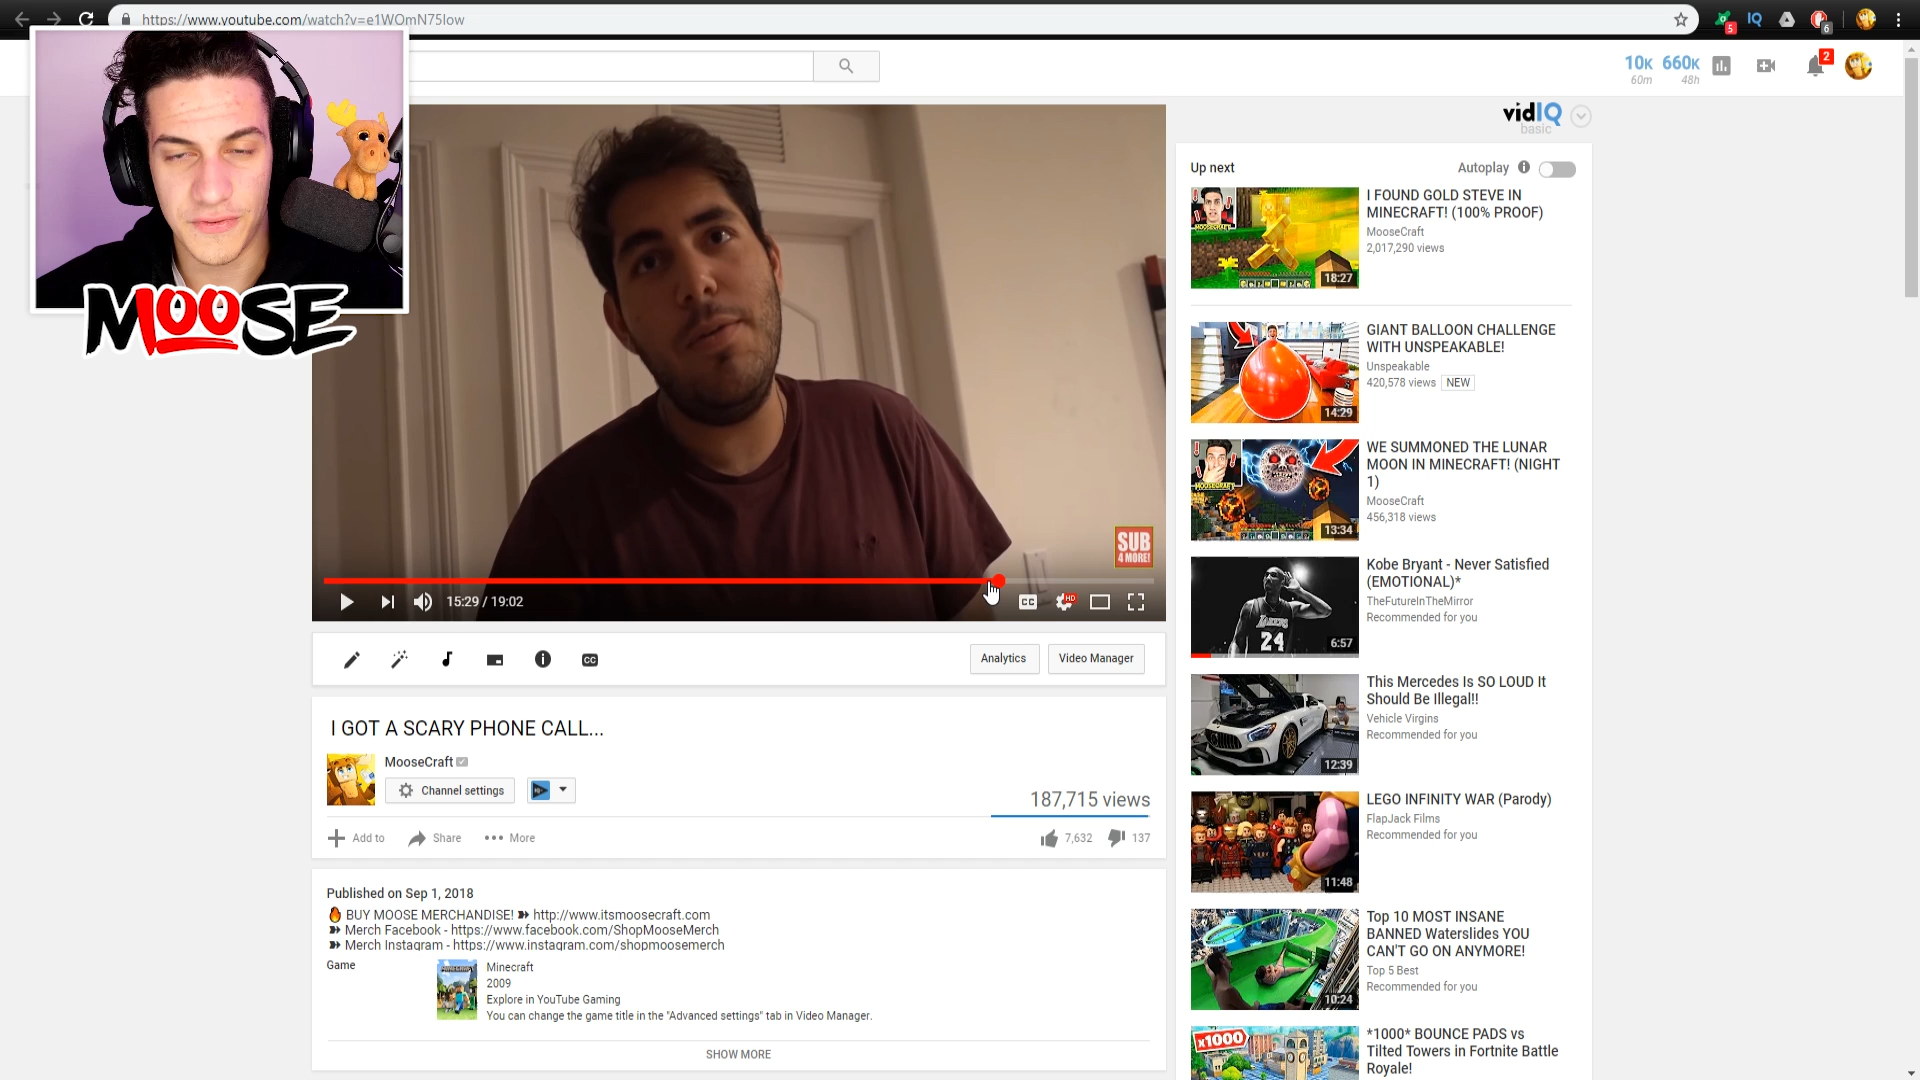 https://www.youtube.com/watch?v=e1WOmN75Iow
5
IQ
6
10K 660K
60m 48h
2
MOOSE
vidIQ
basic
Up next
Autoplay
I FOUND GOLD STEVE IN
MINECRAFT! (100% PROOF)
MooseCraft
2,017,290 views
18:27
GIANT BALLOON CHALLENGE
WITH UNSPEAKABLE!
Unspeakable
420,578 views NEW
14:29
WE SUMMONED THE LUNAR
MOON IN MINECRAFT! (NIGHT
1)
MooseCraft
456,318 views
13:34
SUB
4 MORE!
15:29 / 19:02
CC
HD
Kobe Bryant - Never Satisfied
(EMOTIONAL)*
TheFutureInTheMirror
Recommended for you
LAKERS
24
6:57
CC
Analytics
Video Manager
This Mercedes Is SO LOUD It
Should Be Illegal!!
Vehicle Virgins
Recommended for you
12:39
I GOT A SCARY PHONE CALL...
MooseCraft
Channel settings
187,715 views
Add to
Share
More
7,632
137
LEGO INFINITY WAR (Parody)
FlapJack Films
Recommended for you
11:48
Published on Sep 1, 2018
BUY MOOSE MERCHANDISE! http://www.itsmoosecraft.com
Merch Facebook - https://www.facebook.com/ShopMooseMerch
Merch Instagram - https://www.instagram.com/shopmoosemerch
Game
Minecraft
2009
Explore in YouTube Gaming
You can change the game title in the "Advanced settings" tab in Video Manager.
SHOW MORE
Top 10 MOST INSANE
BANNED Waterslides YOU
CAN'T GO ON ANYMORE!
Top 5 Best
Recommended for you
10:24
x1000
*1000* BOUNCE PADS vs
Tilted Towers in Fortnite Battle
Royale!